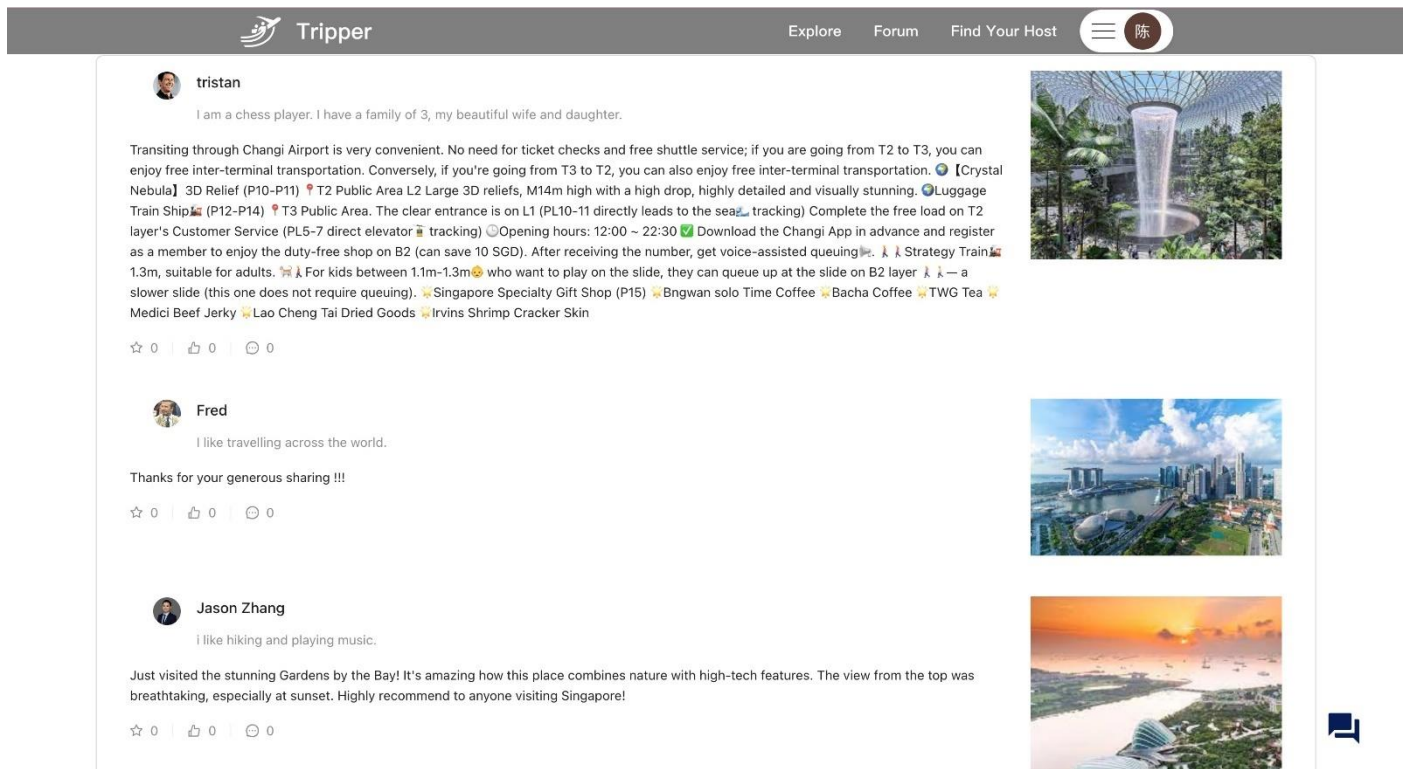 Tripper
Explore Forum Find Your Host 陈
tristan
I am a chess player. I have a family of 3, my beautiful wife and daughter.
Transiting through Changi Airport is very convenient. No need for ticket checks and free shuttle service; if you are going from T2 to T3, you can
enjoy free inter-terminal transportation. Conversely, if you're going from T3 to T2, you can also enjoy free inter-terminal transportation. 🌍【Crystal
Nebula】3D Relief (P10-P11) 📍T2 Public Area L2 Large 3D reliefs, M14m high with a high drop, highly detailed and visually stunning. 🌍Luggage
Train Ship🚂 (P12-P14) 📍T3 Public Area. The clear entrance is on L1 (PL10-11 directly leads to the sea🌊 tracking) Complete the free load on T2
layer's Customer Service (PL5-7 direct elevator🚡 tracking) 🕒Opening hours: 12:00 ~ 22:30 ✅ Download the Changi App in advance and register
as a member to enjoy the duty-free shop on B2 (can save 10 SGD). After receiving the number, get voice-assisted queuing. Strategy Train🚂
1.3m, suitable for adults. For kids between 1.1m-1.3m👶 who want to play on the slide, they can queue up at the slide on B2 layer — a
slower slide (this one does not require queuing). 🌟Singapore Specialty Gift Shop (P15) 🌟Bngwan solo Time Coffee 🌟Bacha Coffee 🌟TWG Tea 🌟
Medici Beef Jerky 🌟Lao Cheng Tai Dried Goods 🌟Irvins Shrimp Cracker Skin
0 0 0
Fred
I like travelling across the world.
Thanks for your generous sharing !!!
0 0 0
Jason Zhang
i like hiking and playing music.
Just visited the stunning Gardens by the Bay! It's amazing how this place combines nature with high-tech features. The view from the top was
breathtaking, especially at sunset. Highly recommend to anyone visiting Singapore!
0 0 0